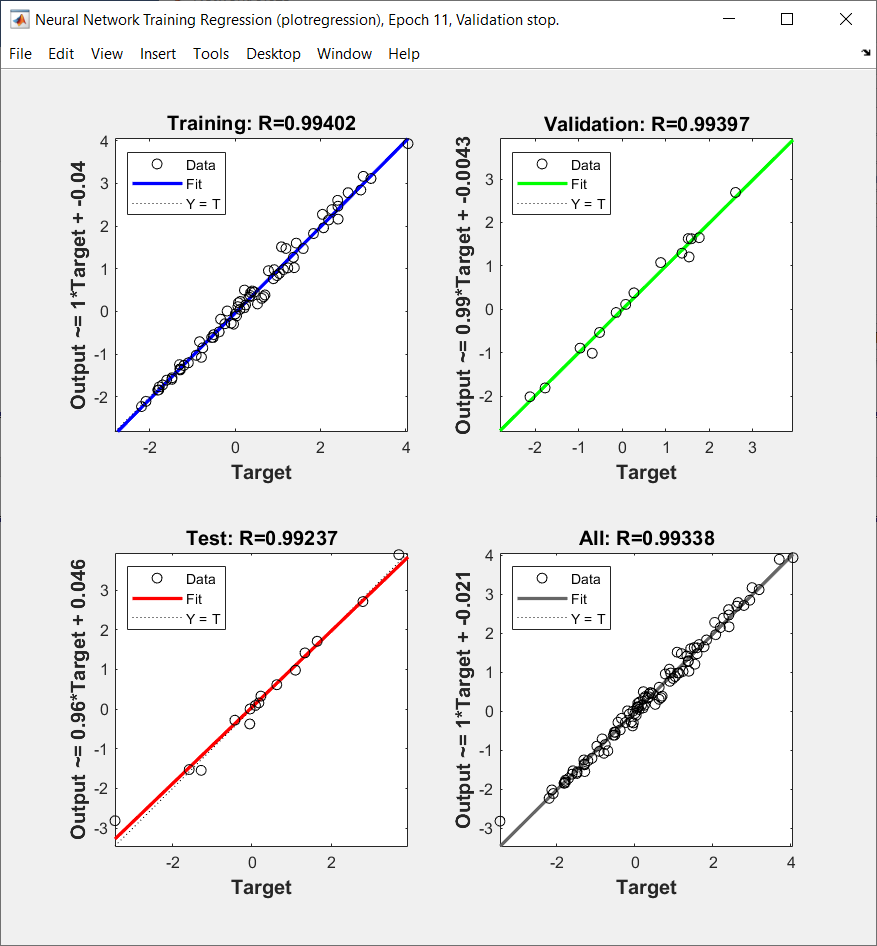 Neural Network Training Regression (plotregression), Epoch 11, Validation stop.
File Edit View Insert Tools Desktop Window Help
Training: R=0.99402
Output ~= 1*Target + -0.04
Data
Fit
Y = T
4
3
2
1
0
-1
-2
-2 0 2 4
Target
Validation: R=0.99397
Output ~= 0.99*Target + -0.0043
Data
Fit
Y = T
3
2
1
0
-1
-2
-2 -1 0 1 2 3
Target
Test: R=0.99237
Output ~= 0.96*Target + 0.046
Data
Fit
Y = T
3
2
1
0
-1
-2
-3
-2 0 2
Target
All: R=0.99338
Output ~= 1*Target + -0.021
Data
Fit
Y = T
4
3
2
1
0
-1
-2
-3
-2 0 2 4
Target